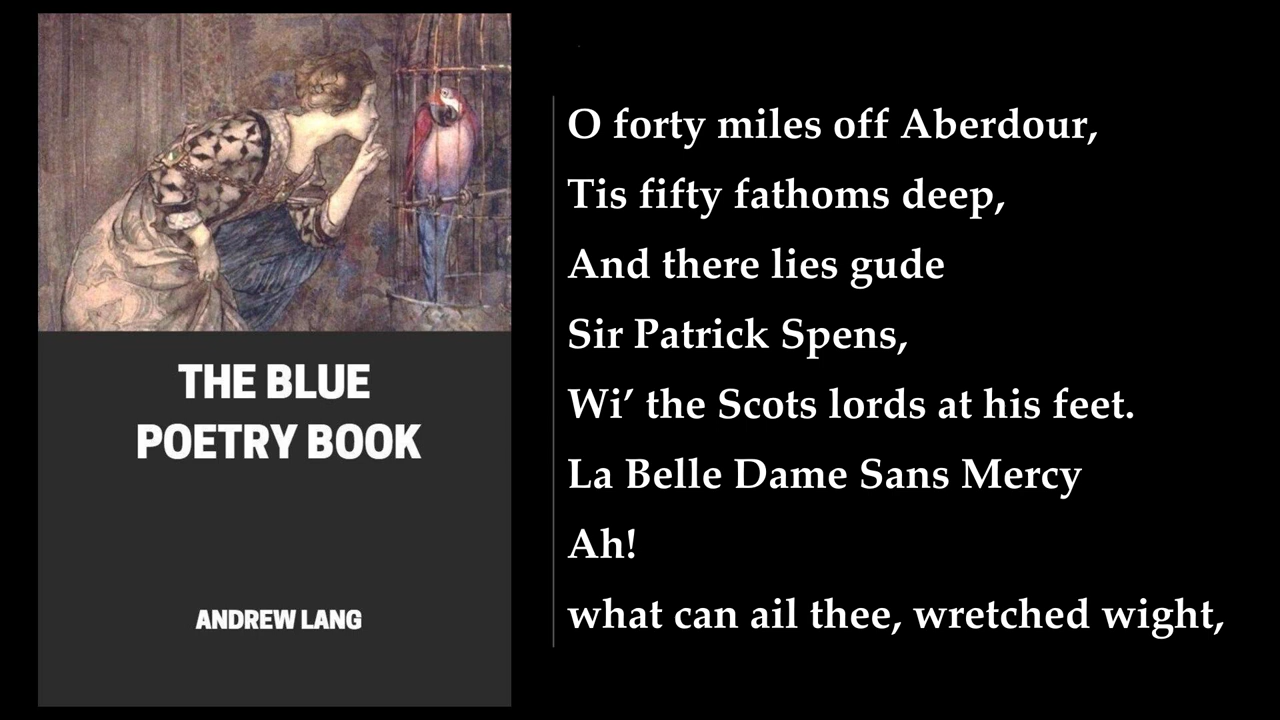 THE BLUE
POETRY BOOK
ANDREW LANG
O forty miles off Aberdour,
Tis fifty fathoms deep,
And there lies gude
Sir Patrick Spens,
Wi’ the Scots lords at his feet.
La Belle Dame Sans Mercy
Ah!
what can ail thee, wretched wight,